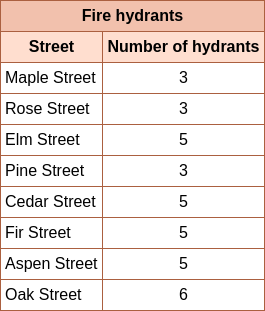 Fire hydrants
Street Number of hydrants
Maple Street 3
Rose Street 3
Elm Street 5
Pine Street 3
Cedar Street 5
Fir Street 5
Aspen Street 5
Oak Street 6